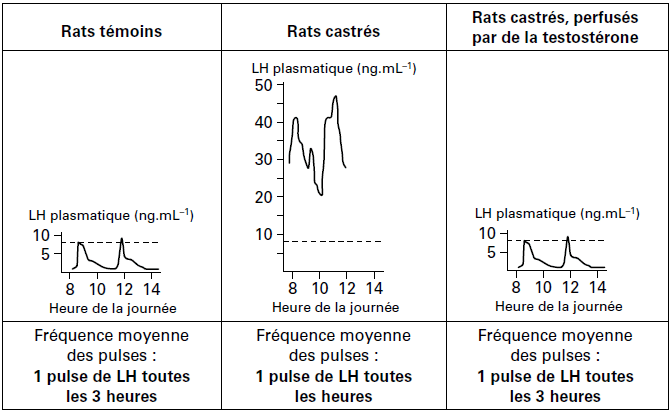 Rats témoins
Rats castrés
Rats castrés, perfusés
par de la testostérone
LH plasmatique (ng.mL–1)
10
5
8 10 12 14
Heure de la journée
LH plasmatique (ng.mL–1)
50
40
30
20
10
8 10 12 14
Heure de la journée
LH plasmatique (ng.mL–1)
10
5
8 10 12 14
Heure de la journée
Fréquence moyenne
des pulses :
1 pulse de LH toutes
les 3 heures
Fréquence moyenne
des pulses :
1 pulse de LH toutes
les heures
Fréquence moyenne
des pulses :
1 pulse de LH toutes
les 3 heures